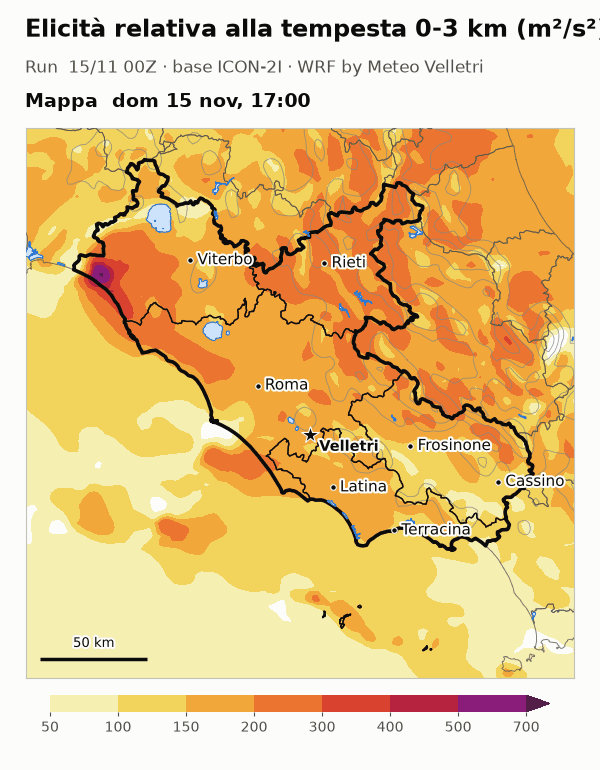 Elicità relativa alla tempesta 0-3 km (m²/s²)
Run 15/11 00Z · base ICON-2I · WRF by Meteo Velletri
Mappa dom 15 nov, 17:00
Viterbo
Rieti
Roma
Velletri
Frosinone
Cassino
Latina
Terracina
50 km
50 100 150 200 300 400 500 700